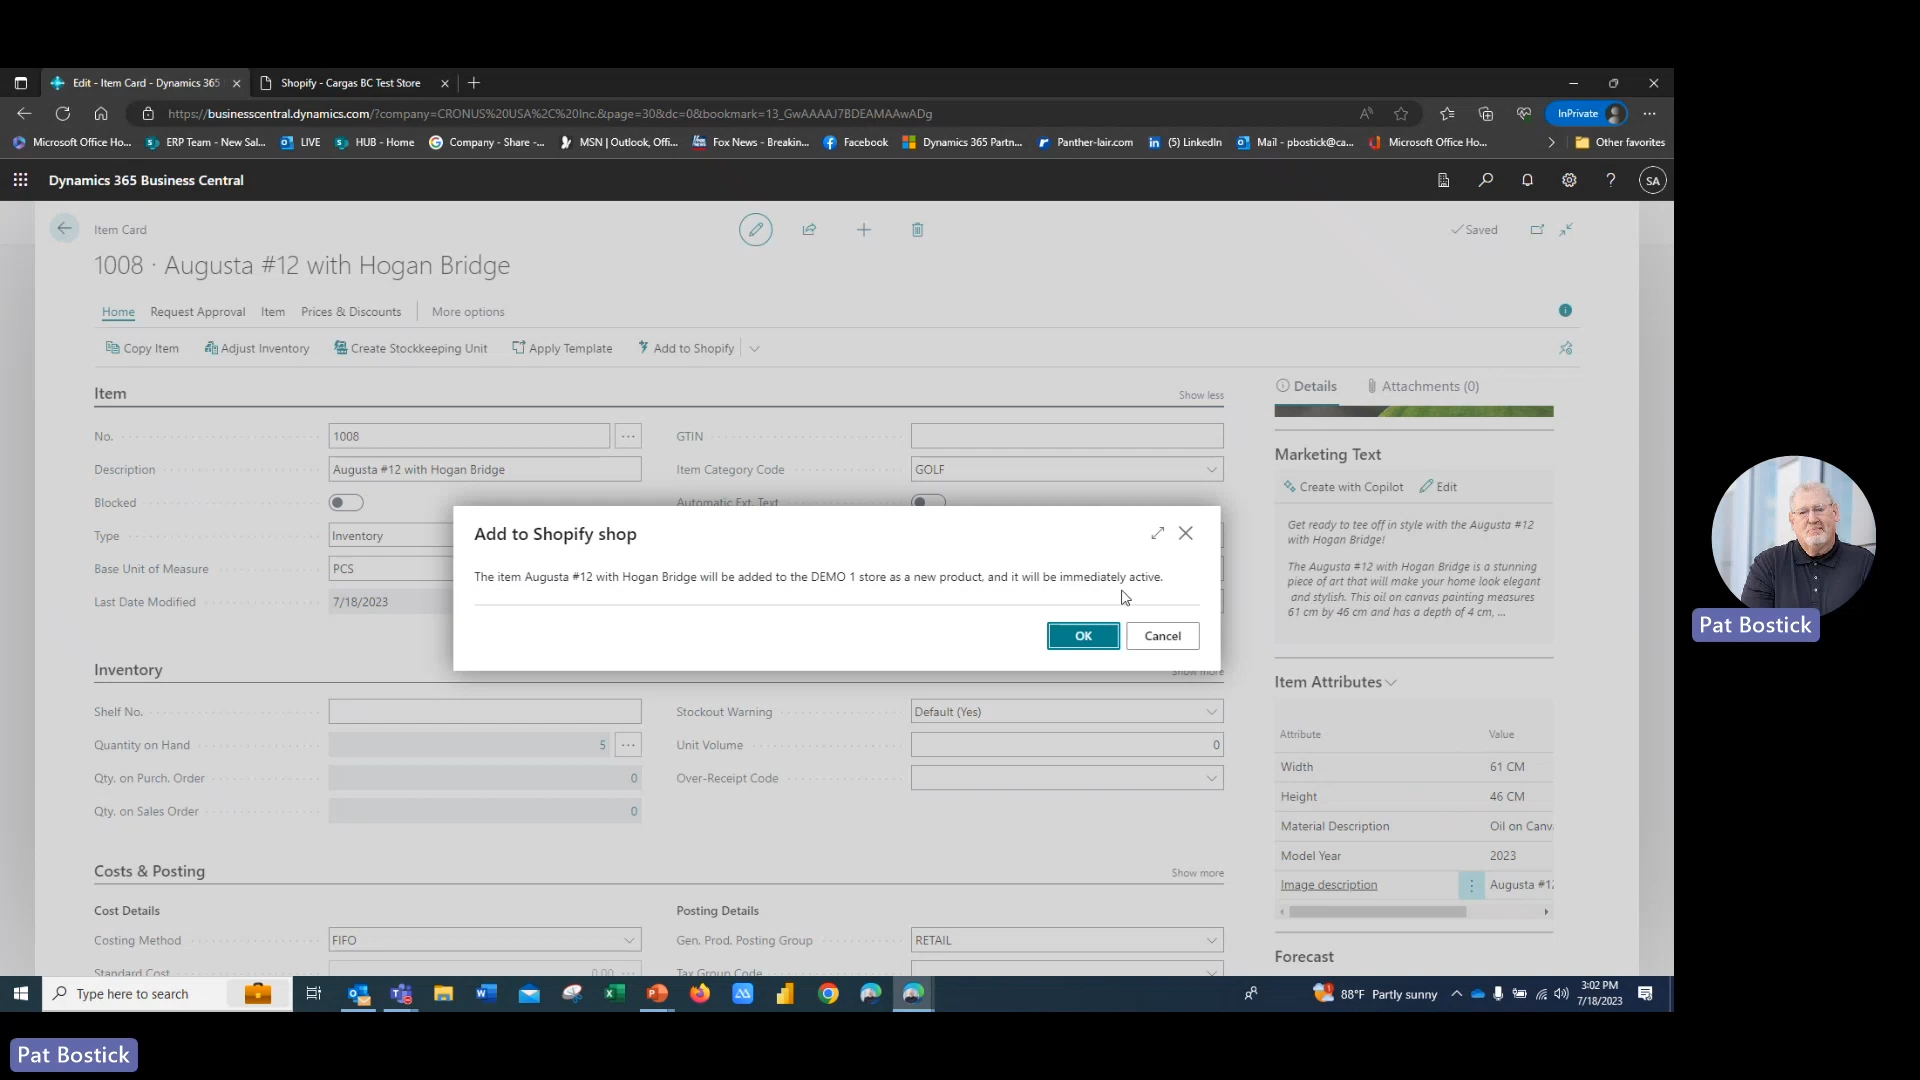 Edit - Item Card - Dynamics 365
Shopify - Cargas BC Test Store
https://businesscentral.dynamics.com/?company=CRONUS%20USA%2C%20Inc.&page=30&dc=0&bookmark=13_GwAAAAJ7BDEAMAAwADg
InPrivate
Microsoft Office Ho...
ERP Team - New Sal...
LIVE
HUB - Home
Company - Share -...
MSN | Outlook, Offi...
Fox News - Breakin...
Facebook
Dynamics 365 Partn...
Panther-lair.com
(5) LinkedIn
Mail - pbostick@ca...
Microsoft Office Ho...
Other favorites
Dynamics 365 Business Central
SA
Item Card
Saved
1008 · Augusta #12 with Hogan Bridge
Home
Request Approval
Item
Prices & Discounts
More options
Copy Item
Adjust Inventory
Create Stockkeeping Unit
Apply Template
Add to Shopify
Item
Show less
No.
1008
GTIN
Description
Augusta #12 with Hogan Bridge
Item Category Code
GOLF
Blocked
Automatic Ext. Text
Type
Inventory
Base Unit of Measure
PCS
Last Date Modified
7/18/2023
Add to Shopify shop
The item Augusta #12 with Hogan Bridge will be added to the DEMO 1 store as a new product, and it will be immediately active.
OK
Cancel
Inventory
Show more
Shelf No.
Stockout Warning
Default (Yes)
Quantity on Hand
5
Unit Volume
0
Qty. on Purch. Order
0
Over-Receipt Code
Qty. on Sales Order
0
Costs & Posting
Show more
Cost Details
Posting Details
Costing Method
FIFO
Gen. Prod. Posting Group
RETAIL
Standard Cost
0.00
Tax Group Code
Details
Attachments (0)
Marketing Text
Create with Copilot
Edit
Get ready to tee off in style with the Augusta #12
with Hogan Bridge!
The Augusta #12 with Hogan Bridge is a stunning
piece of art that will make your home look elegant
and stylish. This oil on canvas painting measures
61 cm by 46 cm and has a depth of 4 cm, ...
Item Attributes
Attribute
Value
Width
61 CM
Height
46 CM
Material Description
Oil on Canv
Model Year
2023
Image description
Augusta #12
Forecast
Type here to search
88°F Partly sunny
3:02 PM
7/18/2023
Pat Bostick
Pat Bostick